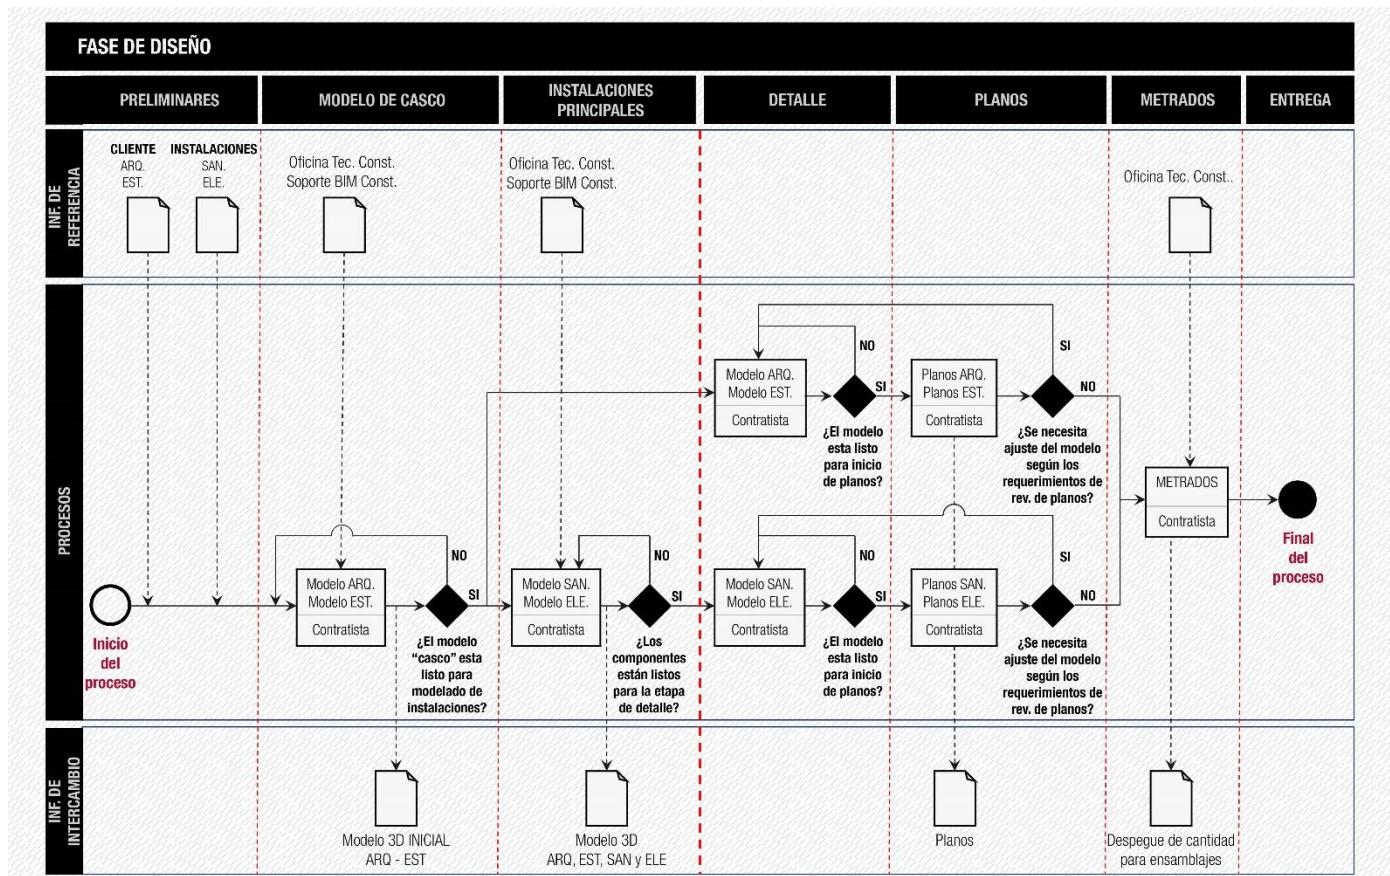 FASE DE DISEÑO
PRELIMINARES
MODELO DE CASCO
INSTALACIONES
PRINCIPALES
DETALLE
PLANOS
METRADOS
ENTREGA
INF. DE
REFERENCIA
CLIENTE
ARQ.
EST.
INSTALACIONES
SAN.
ELE.
Oficina Tec. Const.
Soporte BIM Const.
Oficina Tec. Const.
Soporte BIM Const.
Oficina Tec. Const..
PROCESOS
Inicio
del
proceso
Modelo ARQ.
Modelo EST.
Contratista
NO
SI
¿El modelo
“casco” esta
listo para
modelado de
instalaciones?
Modelo SAN.
Modelo ELE.
Contratista
NO
SI
¿Los
componentes
están listos
para la etapa
de detalle?
Modelo ARQ.
Modelo EST.
Contratista
NO
SI
¿El modelo
esta listo
para inicio
de planos?
Planos ARQ.
Planos EST.
Contratista
SI
NO
¿Se necesita
ajuste del modelo
según los
requerimientos de
rev. de planos?
Modelo SAN.
Modelo ELE.
Contratista
NO
SI
¿El modelo
esta listo
para inicio
de planos?
Planos SAN.
Planos ELE.
Contratista
SI
NO
¿Se necesita
ajuste del modelo
según los
requerimientos de
rev. de planos?
METRADOS
Contratista
Final
del
proceso
INF. DE
INTERCAMBIO
Modelo 3D INICIAL
ARQ - EST
Modelo 3D
ARQ, EST, SAN y ELE
Planos
Despegue de cantidad
para ensamblajes